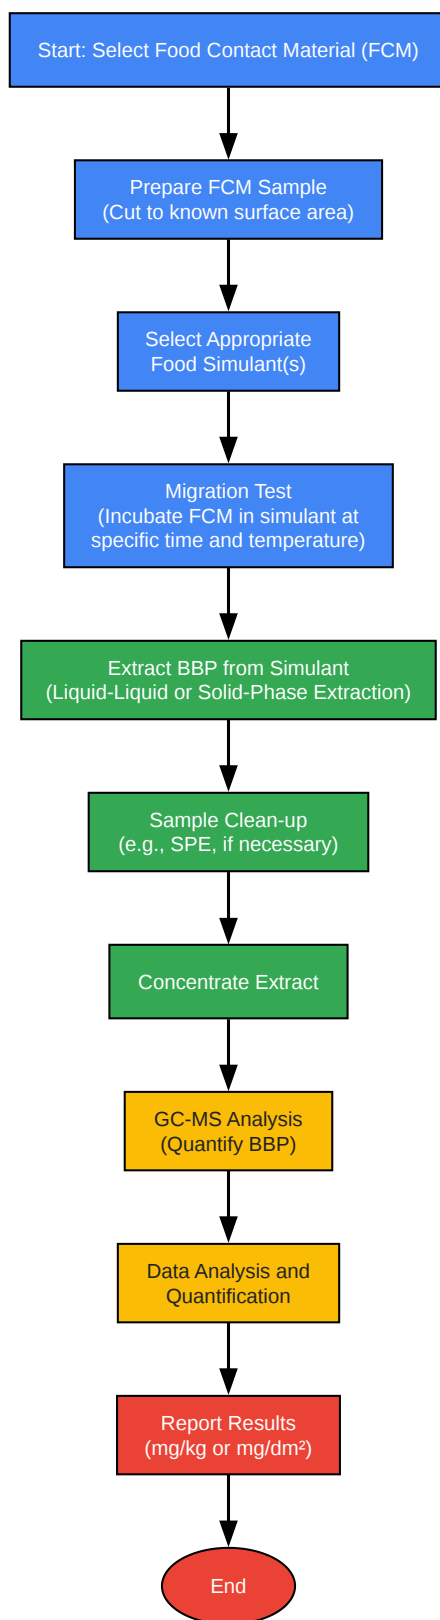 Start: Select Food Contact Material (FCM)
Prepare FCM Sample
(Cut to known surface area)
Select Appropriate
Food Simulant(s)
Migration Test
(Incubate FCM in simulant at
specific time and temperature)
Extract BBP from Simulant
(Liquid-Liquid or Solid-Phase Extraction)
Sample Clean-up
(e.g., SPE, if necessary)
Concentrate Extract
GC-MS Analysis
(Quantify BBP)
Data Analysis and
Quantification
Report Results
(mg/kg or mg/dm²)
End